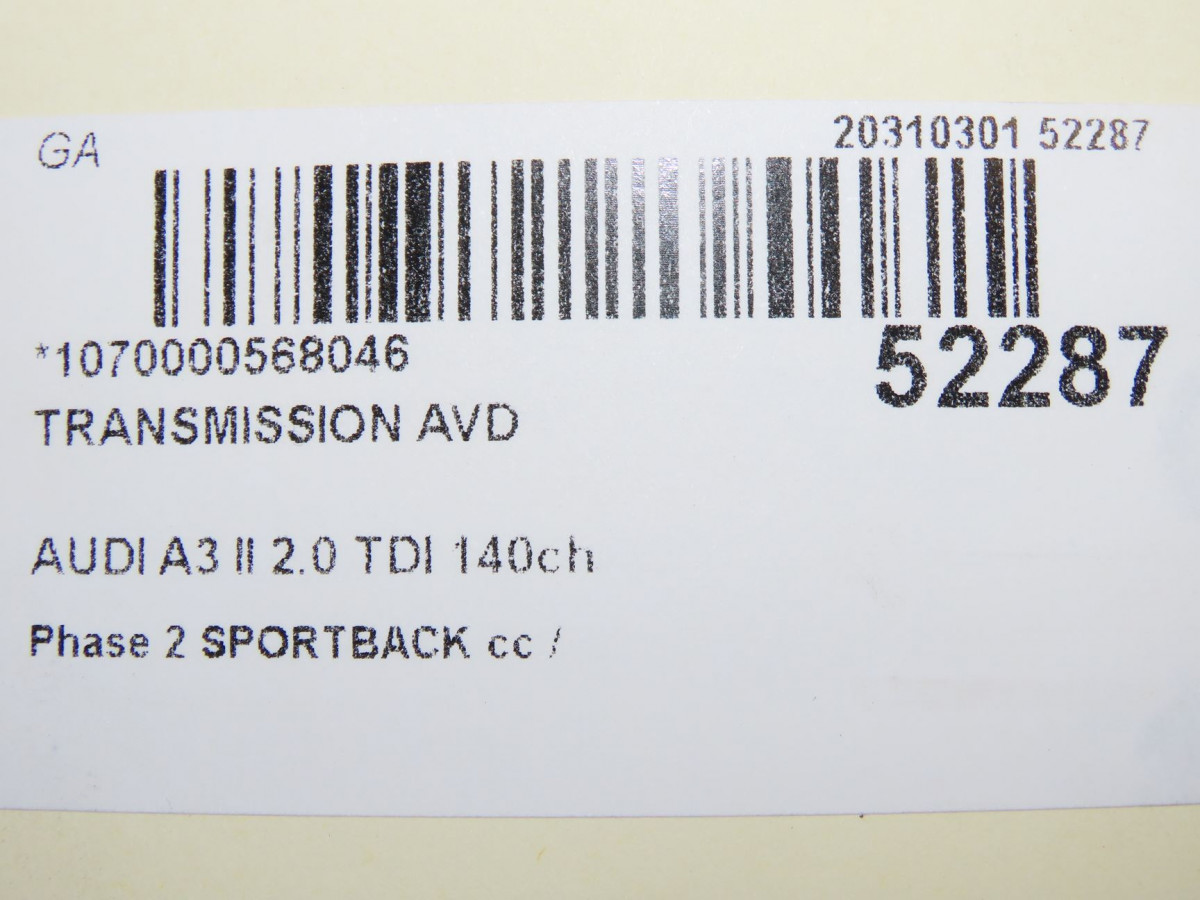 GA
20310301 52287
*1070000568046
52287
TRANSMISSION AVD
AUDI A3 II 2.0 TDI 140ch
Phase 2 SPORTBACK cc /